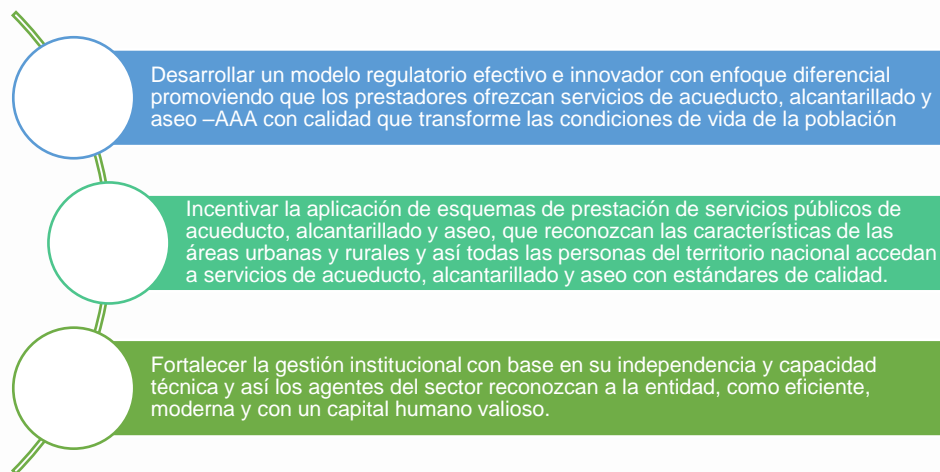 Desarrollar un modelo regulatorio efectivo e innovador con enfoque diferencial
promoviendo que los prestadores ofrezcan servicios de acueducto, alcantarillado y
aseo –AAA con calidad que transforme las condiciones de vida de la población
Incentivar la aplicación de esquemas de prestación de servicios públicos de
acueducto, alcantarillado y aseo, que reconozcan las características de las
áreas urbanas y rurales y así todas las personas del territorio nacional accedan
a servicios de acueducto, alcantarillado y aseo con estándares de calidad.
Fortalecer la gestión institucional con base en su independencia y capacidad
técnica y así los agentes del sector reconozcan a la entidad, como eficiente,
moderna y con un capital humano valioso.